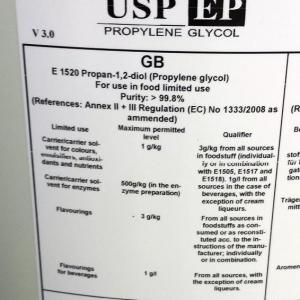 USP EP
V 3.0
PROPYLENE GLYCOL
GB
E 1520 Propan-1,2-diol (Propylene glycol)
For use in food limited use
Purity: > 99.8%
(References: Annex II + III Regulation (EC) No 1333/2008 as
ammended)
Limited use
Maximum permitted
level
Qualifier
Carrier/carrier sol-
vent for colours,
emulsifiers, antioxi-
dants and nutrients
1 g/kg
3g/kg from all sources
in foodstuff (individual-
ly or in combination
with E1505, E1517 and
E1518). 1g/l from all
sources in the case of
beverages, with the
exception of cream
liqueurs.
Carrier/carrier sol-
vent for enzymes
500g/kg (in the en-
zyme preparation)
Flavourings
- 3 g/kg
From all sources in
foodstuffs as con-
sumed or as reconsti-
tuted acc. to the in-
structions of the manu-
facturer; individually
or in combination.
Flavourings
for beverages
1 g/l
From all sources, with
the exception of cream
liqueurs.